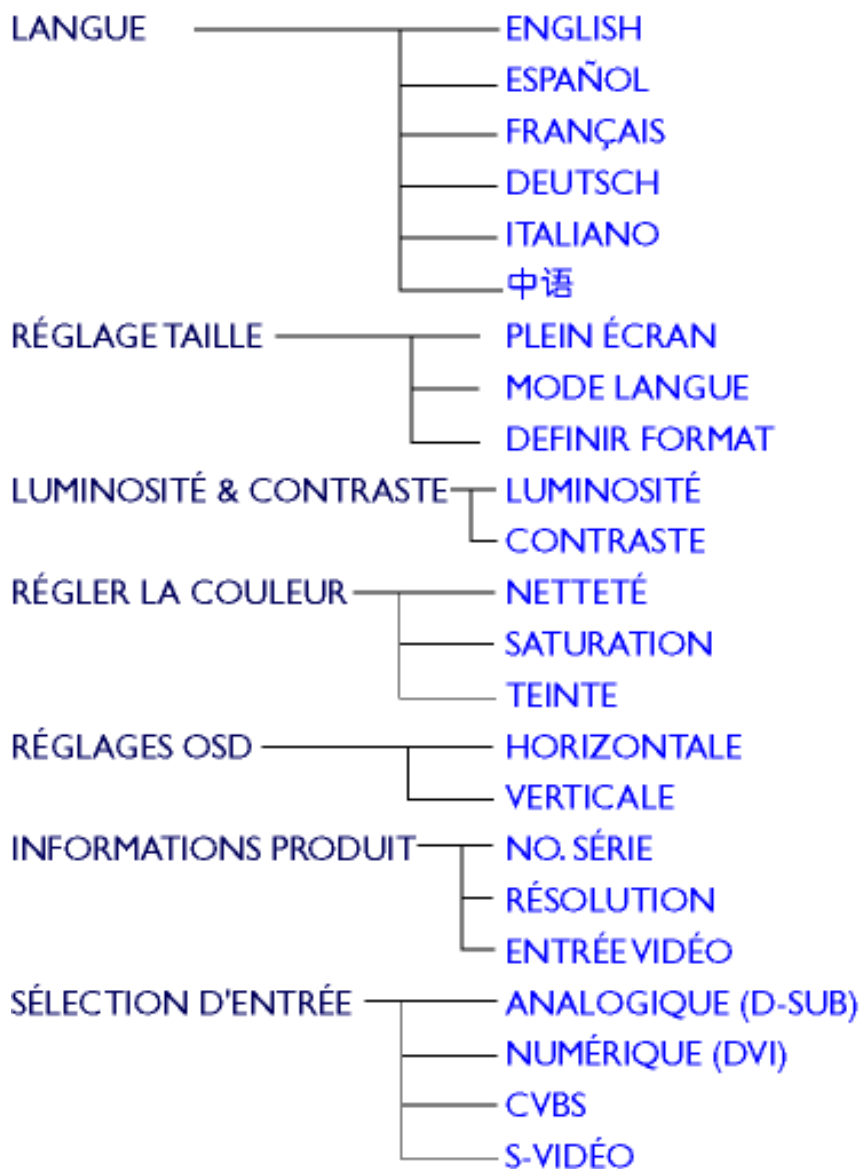 LANGUE ENGLISH
ESPAÑOL
FRANÇAIS
DEUTSCH
ITALIANO
中语
RÉGLAGE TAILLE PLEIN ÉCRAN
MODE LANGUE
DEFINIR FORMAT
LUMINOSITÉ & CONTRASTE LUMINOSITÉ
CONTRASTE
RÉGLER LA COULEUR NETTETÉ
SATURATION
TEINTE
RÉGLAGES OSD HORIZONTALE
VERTICALE
INFORMATIONS PRODUIT NO. SÉRIE
RÉSOLUTION
ENTRÉE VIDÉO
SÉLECTION D'ENTRÉE ANALOGIQUE (D-SUB)
NUMÉRIQUE (DVI)
CVBS
S-VIDÉO